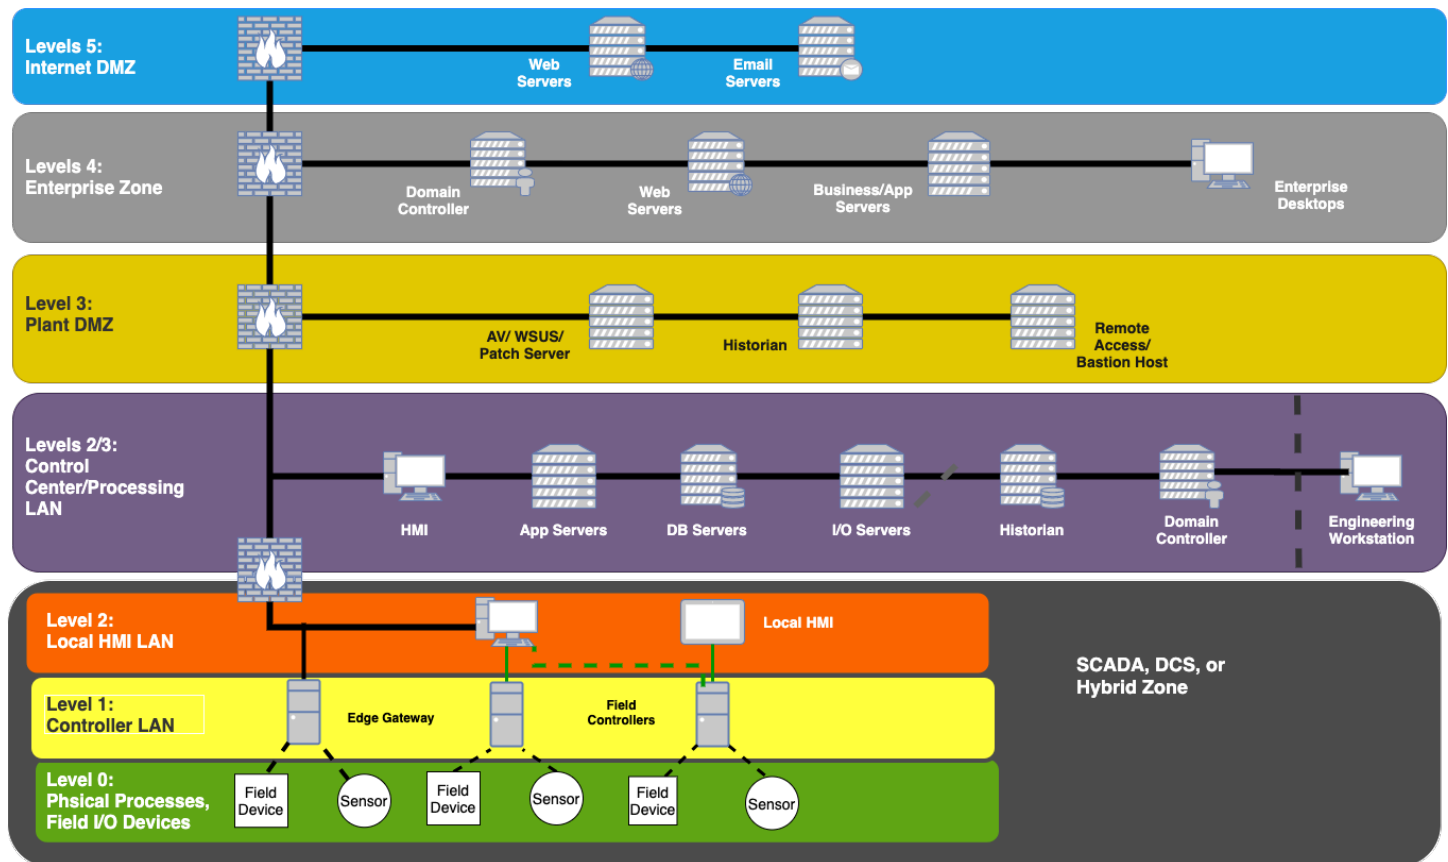 Levels 5:
Internet DMZ
Web
Servers
Email
Servers
Levels 4:
Enterprise Zone
Domain
Controller
Web
Servers
Business/App
Servers
Enterprise
Desktops
Level 3:
Plant DMZ
AV/ WSUS/
Patch Server
Historian
Remote
Access/
Bastion Host
Levels 2/3:
Control
Center/Processing
LAN
HMI
App Servers
DB Servers
I/O Servers
Historian
Domain
Controller
Engineering
Workstation
Level 2:
Local HMI LAN
Local HMI
SCADA, DCS, or
Hybrid Zone
Level 1:
Controller LAN
Edge Gateway
Field
Controllers
Level 0:
Phsical Processes,
Field I/O Devices
Field
Device
Sensor
Field
Device
Sensor
Field
Device
Sensor